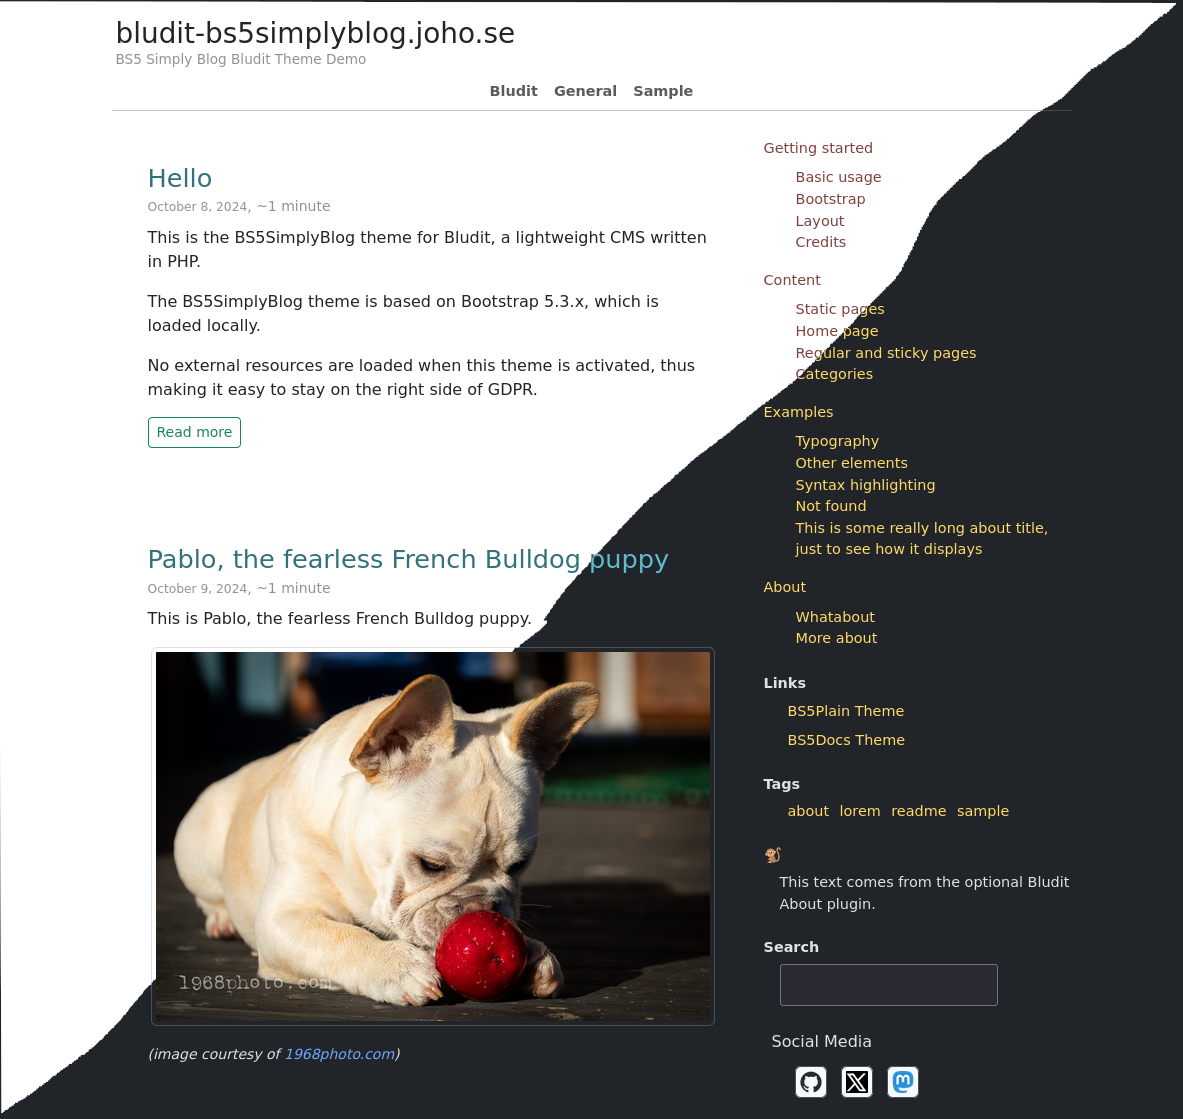 bludit-bs5simplyblog.joho.se
BS5 Simply Blog Bludit Theme Demo
Bludit General Sample
Hello
October 8, 2024, ~1 minute
This is the BS5SimplyBlog theme for Bludit, a lightweight CMS written
in PHP.
The BS5SimplyBlog theme is based on Bootstrap 5.3.x, which is
loaded locally.
No external resources are loaded when this theme is activated, thus
making it easy to stay on the right side of GDPR.
Read more
Pablo, the fearless French Bulldog puppy
October 9, 2024, ~1 minute
This is Pablo, the fearless French Bulldog puppy.
1968photo.com
(image courtesy of 1968photo.com)
Getting started
Basic usage
Bootstrap
Layout
Credits
Content
Static pages
Home page
Regular and sticky pages
Categories
Examples
Typography
Other elements
Syntax highlighting
Not found
This is some really long about title,
just to see how it displays
About
Whatabout
More about
Links
BS5Plain Theme
BS5Docs Theme
Tags
about lorem readme sample
This text comes from the optional Bludit
About plugin.
Search
Social Media